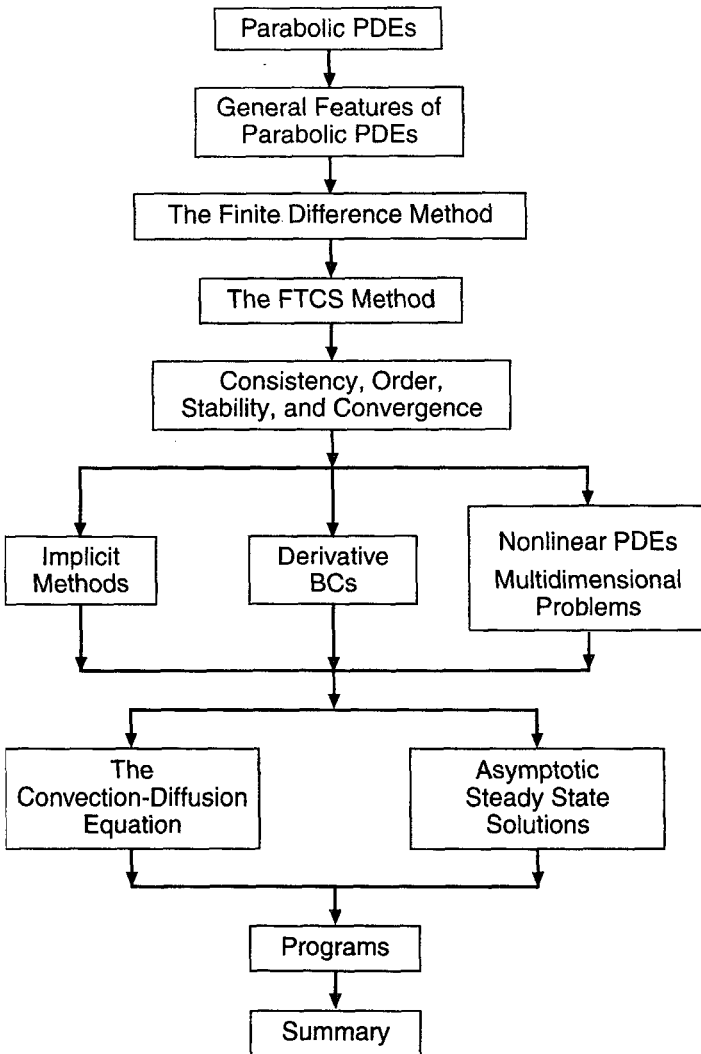 Parabolic PDEs
General Features of
Parabolic PDEs
The Finite Difference Method
The FTCS Method
Consistency, Order,
Stability, and Convergence
Implicit
Methods
Derivative
BCs
Nonlinear PDEs
Multidimensional
Problems
The
Convection-Diffusion
Equation
Asymptotic
Steady State
Solutions
Programs
Summary